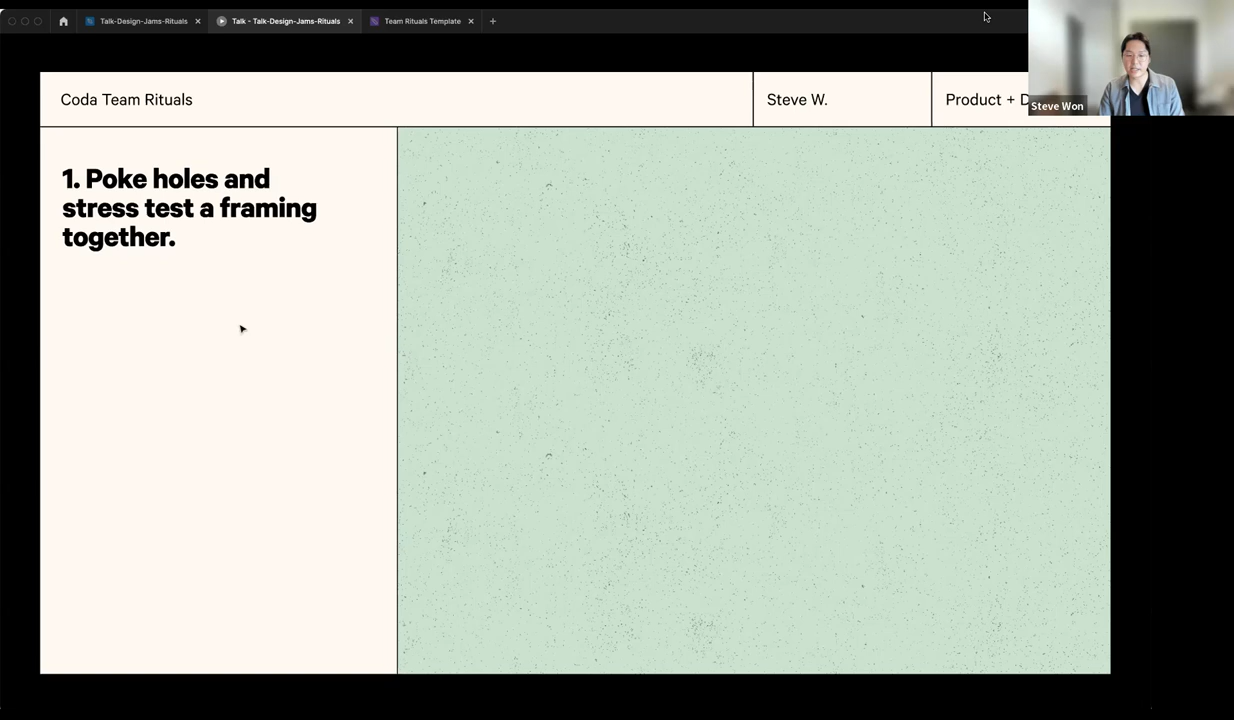 Talk-Design-Jams-Rituals
Talk - Talk-Design-Jams-Rituals
Team Rituals Template
Coda Team Rituals
Steve W.
Product + D
Steve Won
1. Poke holes and
stress test a framing
together.